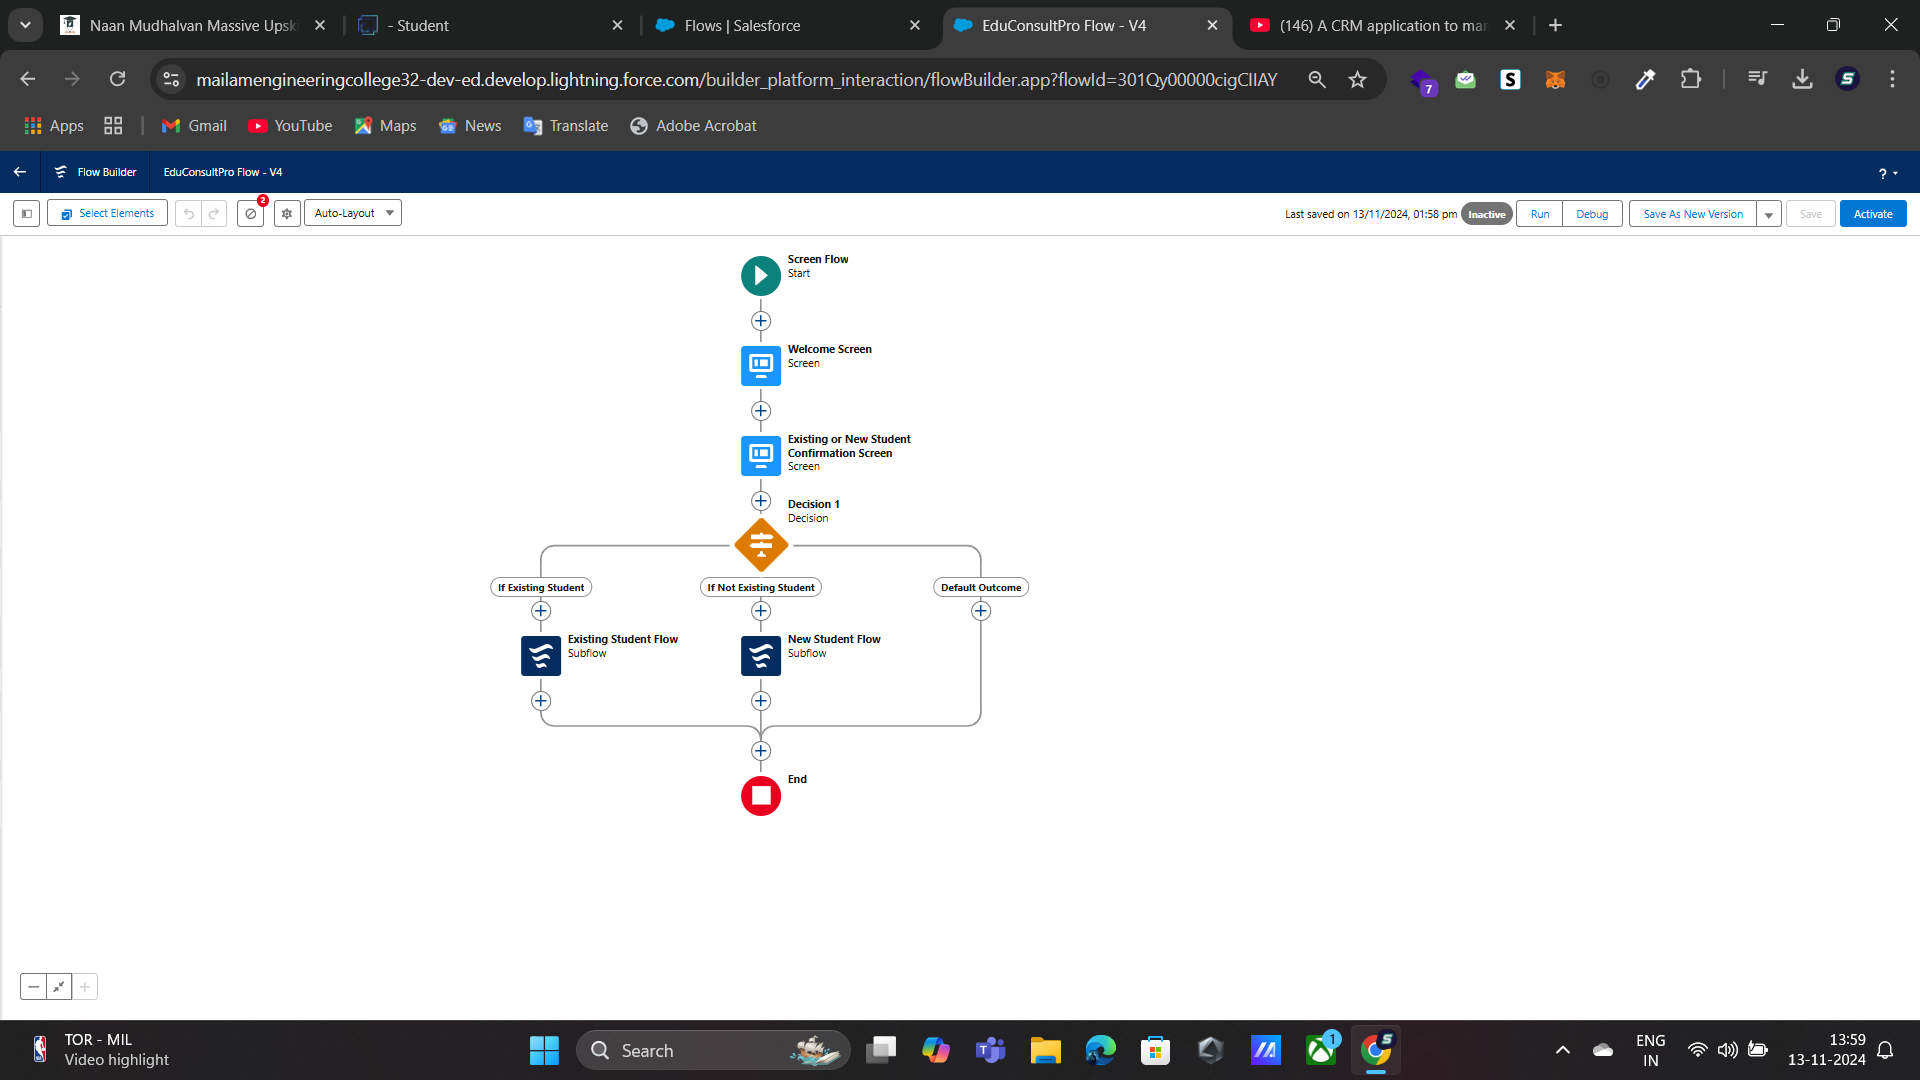 Naan Mudhalvan Massive Upsk
- Student
Flows | Salesforce
EduConsultPro Flow - V4
(146) A CRM application to mar
mailamengineeringcollege32-dev-ed.develop.lightning.force.com/builder_platform_interaction/flowBuilder.app?flowId=301Qy00000cigCIIAY
7
Apps
Gmail
YouTube
Maps
News
Translate
Adobe Acrobat
Flow Builder
EduConsultPro Flow - V4
?
Select Elements
2
Auto-Layout
Last saved on 13/11/2024, 01:58 pm
Inactive
Run
Debug
Save As New Version
Save
Activate
Screen Flow
Start
Welcome Screen
Screen
Existing or New Student
Confirmation Screen
Screen
Decision 1
Decision
If Existing Student
If Not Existing Student
Default Outcome
Existing Student Flow
Subflow
New Student Flow
Subflow
End
TOR - MIL
Video highlight
Search
1
ENG
IN
13:59
13-11-2024